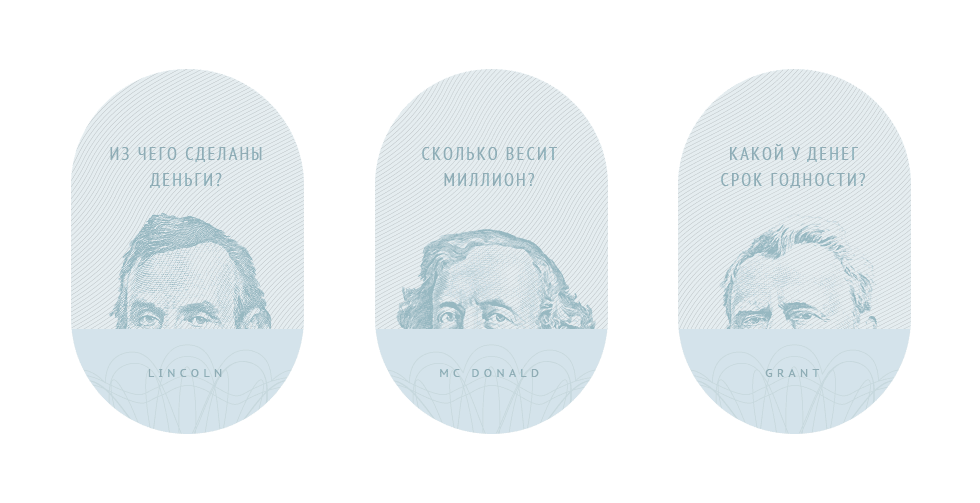 ИЗ ЧЕГО СДЕЛАНЫ
ДЕНЬГИ?
LINCOLN
СКОЛЬКО ВЕСИТ
МИЛЛИОН?
MC DONALD
КАКОЙ У ДЕНЕГ
СРОК ГОДНОСТИ?
GRANT